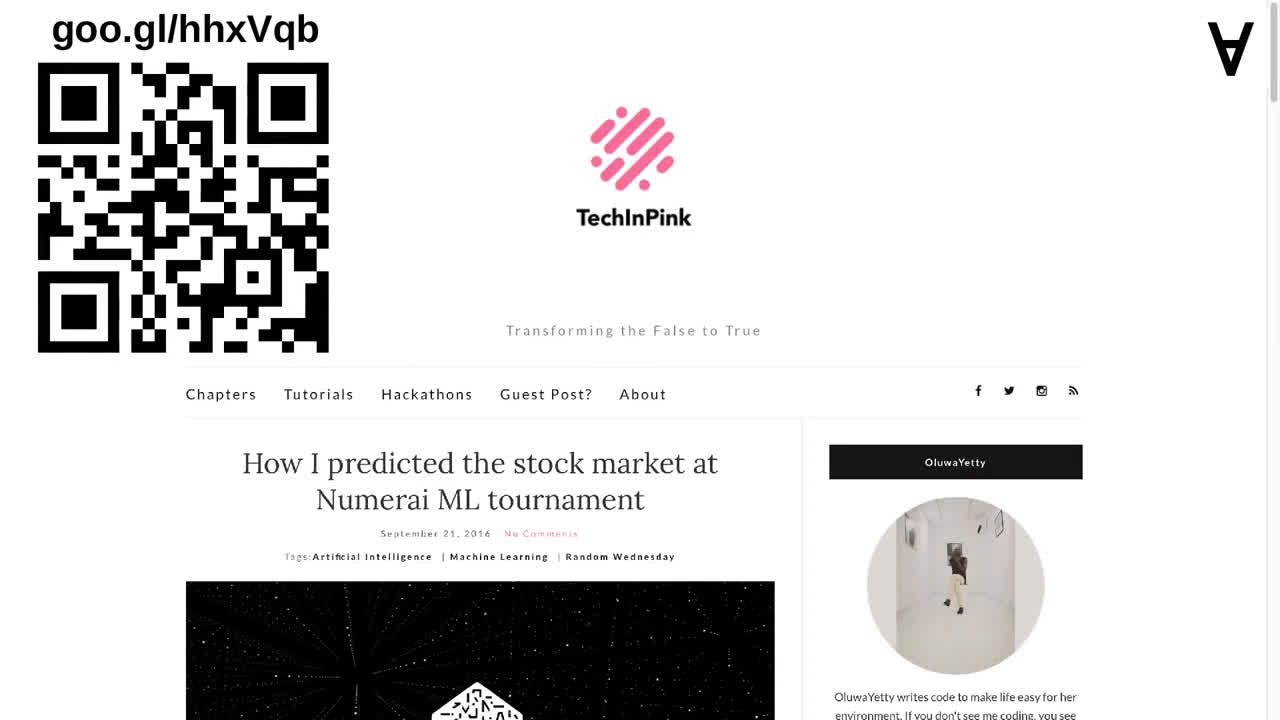 goo.gl/hhxVqb
∀
TechInPink
Transforming the False to True
Chapters Tutorials Hackathons Guest Post? About
How I predicted the stock market at
Numerai ML tournament
September 21, 2016 No Comments
Tags:Artificial Intelligence | Machine Learning | Random Wednesday
OluwaYetty
OluwaYetty writes code to make life easy for her
environment. If you don't see me coding, you see